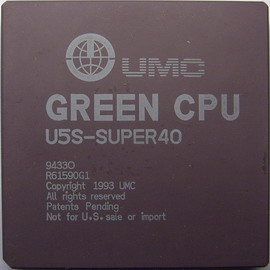 UMC
GREEN CPU
U5S-SUPER40
9433O
R61590G1
Copyright 1993 UMC
All rights reserved
Patents Pending
Not for U.S. sale or import